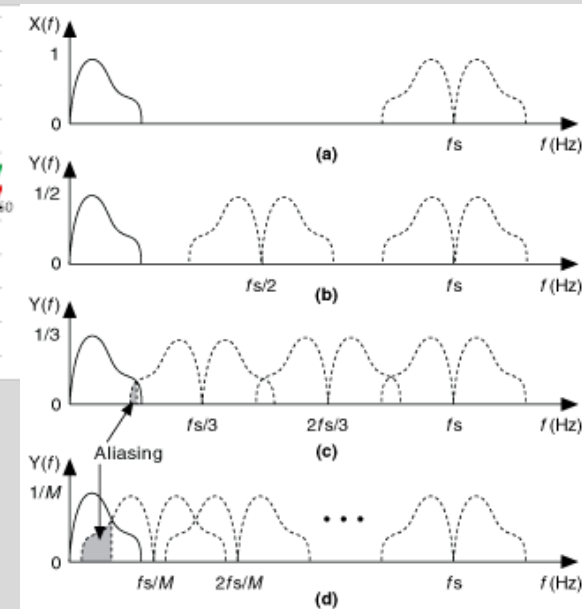 X(f)
1
0
fs
f (Hz)
(a)
Y(f)
1/2
0
fs/2
fs
f (Hz)
(b)
Y(f)
1/3
0
fs/3
2fs/3
fs
f (Hz)
(c)
Aliasing
Y(f)
1/M
0
fs/M
2fs/M
fs
f (Hz)
(d)